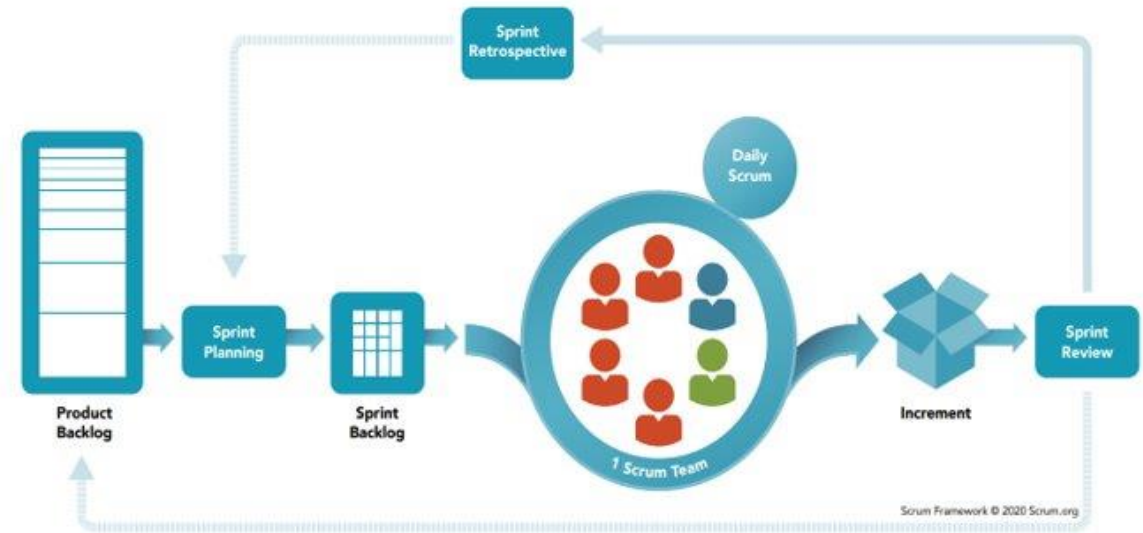 Sprint
Retrospective
Daily
Scrum
Sprint
Planning
Sprint
Review
Product
Backlog
Sprint
Backlog
Increment
1 Scrum Team
Scrum Framework © 2020 Scrum.org